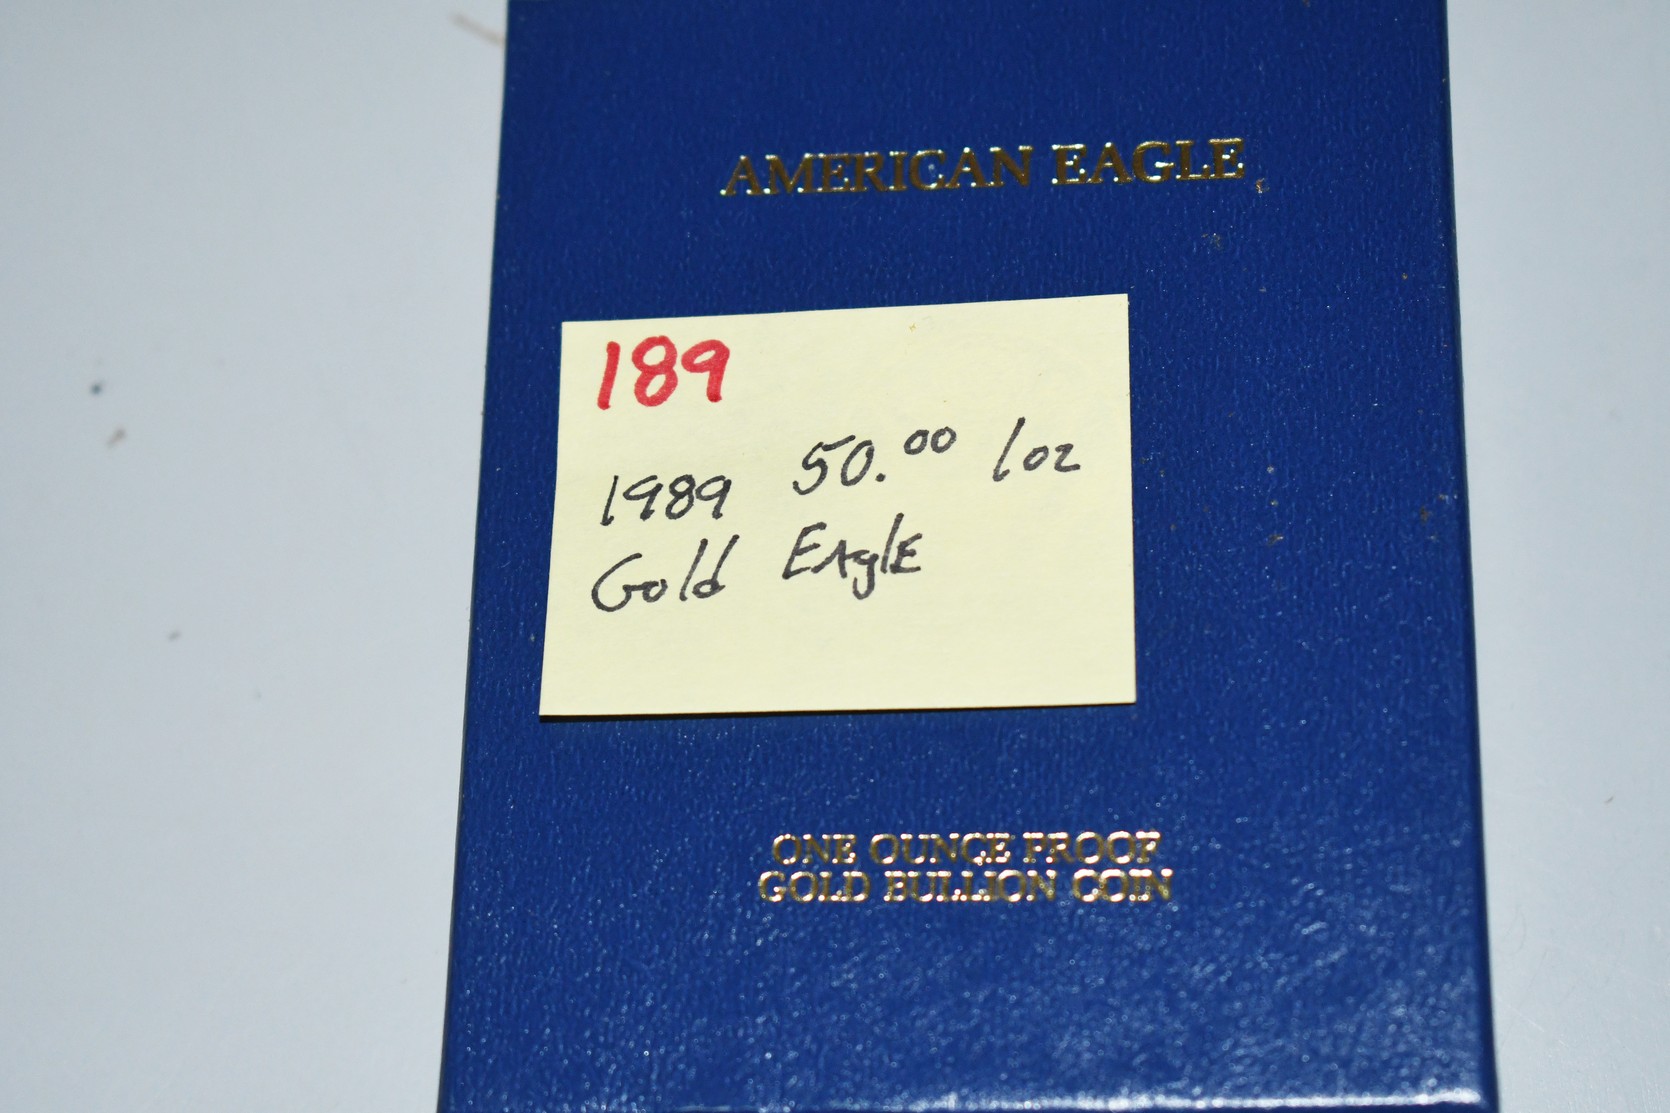 AMERICAN EAGLE
189
1989 50.00 1oz
Gold EAglE
ONE OUNCE PROOF
GOLD BULLION COIN